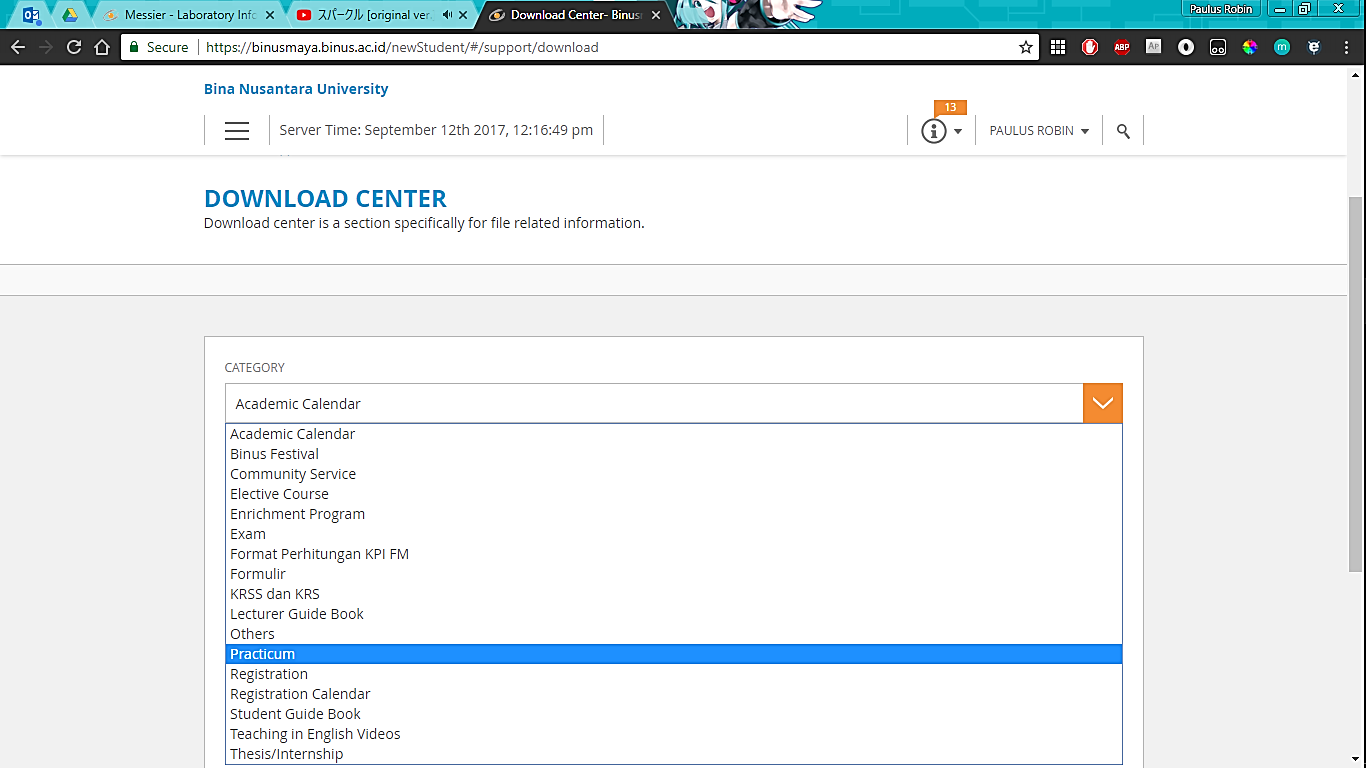 Paulus Robin
Messier - Laboratory Info
スパークル [original ver.
Download Center- Binus
Secure
https://binusmaya.binus.ac.id/newStudent/#/support/download
ABP
AP
m
Bina Nusantara University
13
Server Time: September 12th 2017, 12:16:49 pm
PAULUS ROBIN
DOWNLOAD CENTER
Download center is a section specifically for file related information.
CATEGORY
Academic Calendar
Academic Calendar
Binus Festival
Community Service
Elective Course
Enrichment Program
Exam
Format Perhitungan KPI FM
Formulir
KRSS dan KRS
Lecturer Guide Book
Others
Practicum
Registration
Registration Calendar
Student Guide Book
Teaching in English Videos
Thesis/Internship